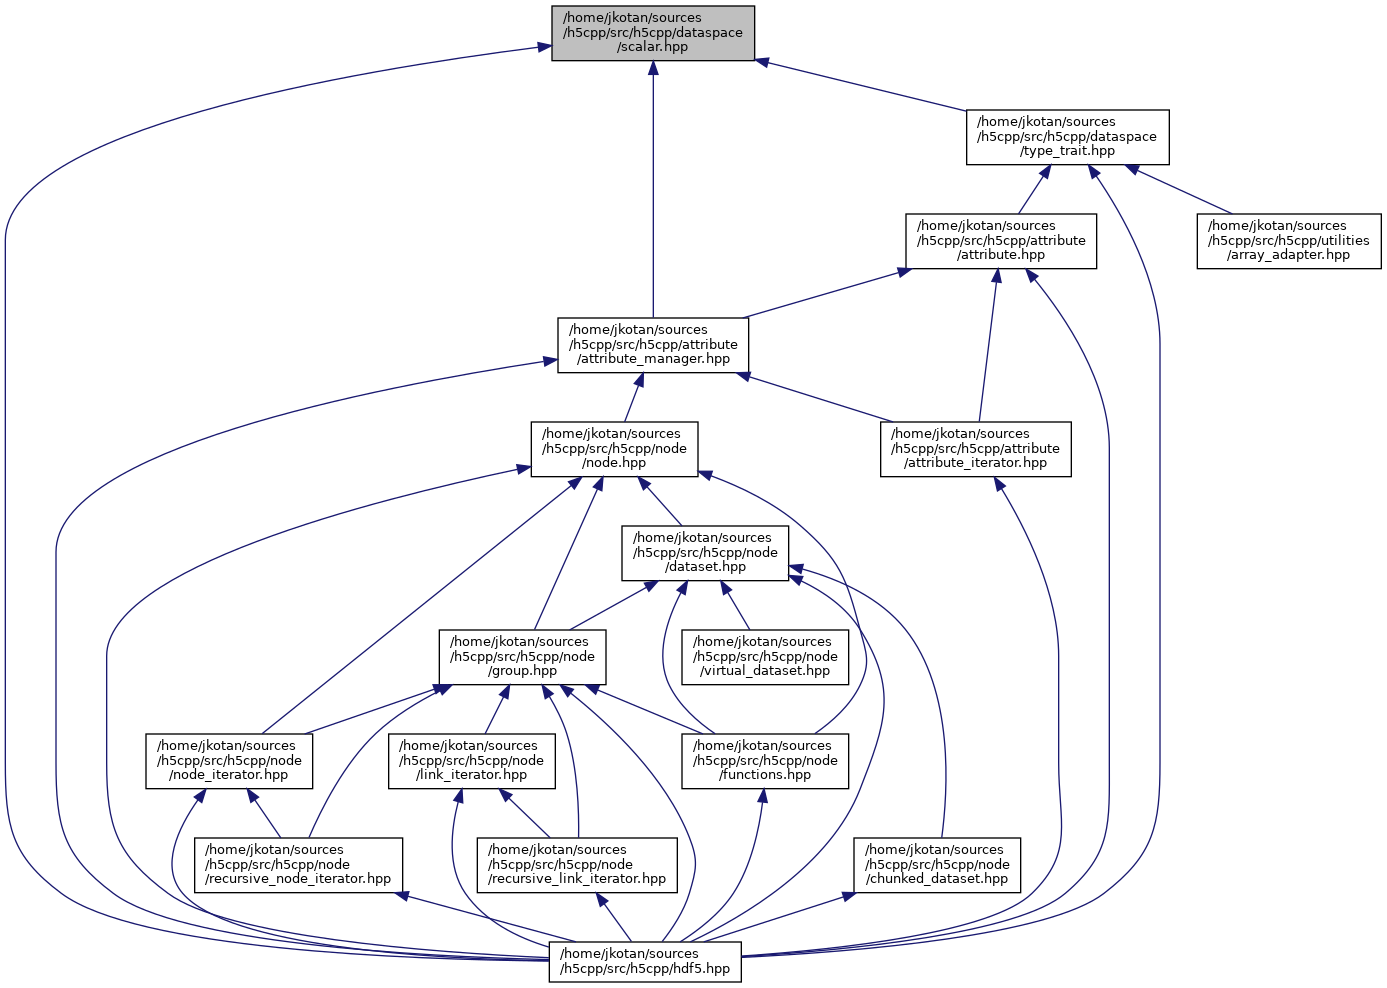 /home/jkotan/sources
/h5cpp/src/h5cpp/dataspace
/scalar.hpp
/home/jkotan/sources
/h5cpp/src/h5cpp/dataspace
/type_trait.hpp
/home/jkotan/sources
/h5cpp/src/h5cpp/attribute
/attribute.hpp
/home/jkotan/sources
/h5cpp/src/h5cpp/utilities
/array_adapter.hpp
/home/jkotan/sources
/h5cpp/src/h5cpp/attribute
/attribute_manager.hpp
/home/jkotan/sources
/h5cpp/src/h5cpp/node
/node.hpp
/home/jkotan/sources
/h5cpp/src/h5cpp/attribute
/attribute_iterator.hpp
/home/jkotan/sources
/h5cpp/src/h5cpp/node
/dataset.hpp
/home/jkotan/sources
/h5cpp/src/h5cpp/node
/group.hpp
/home/jkotan/sources
/h5cpp/src/h5cpp/node
/virtual_dataset.hpp
/home/jkotan/sources
/h5cpp/src/h5cpp/node
/node_iterator.hpp
/home/jkotan/sources
/h5cpp/src/h5cpp/node
/link_iterator.hpp
/home/jkotan/sources
/h5cpp/src/h5cpp/node
/functions.hpp
/home/jkotan/sources
/h5cpp/src/h5cpp/node
/recursive_node_iterator.hpp
/home/jkotan/sources
/h5cpp/src/h5cpp/node
/recursive_link_iterator.hpp
/home/jkotan/sources
/h5cpp/src/h5cpp/node
/chunked_dataset.hpp
/home/jkotan/sources
/h5cpp/src/h5cpp/hdf5.hpp